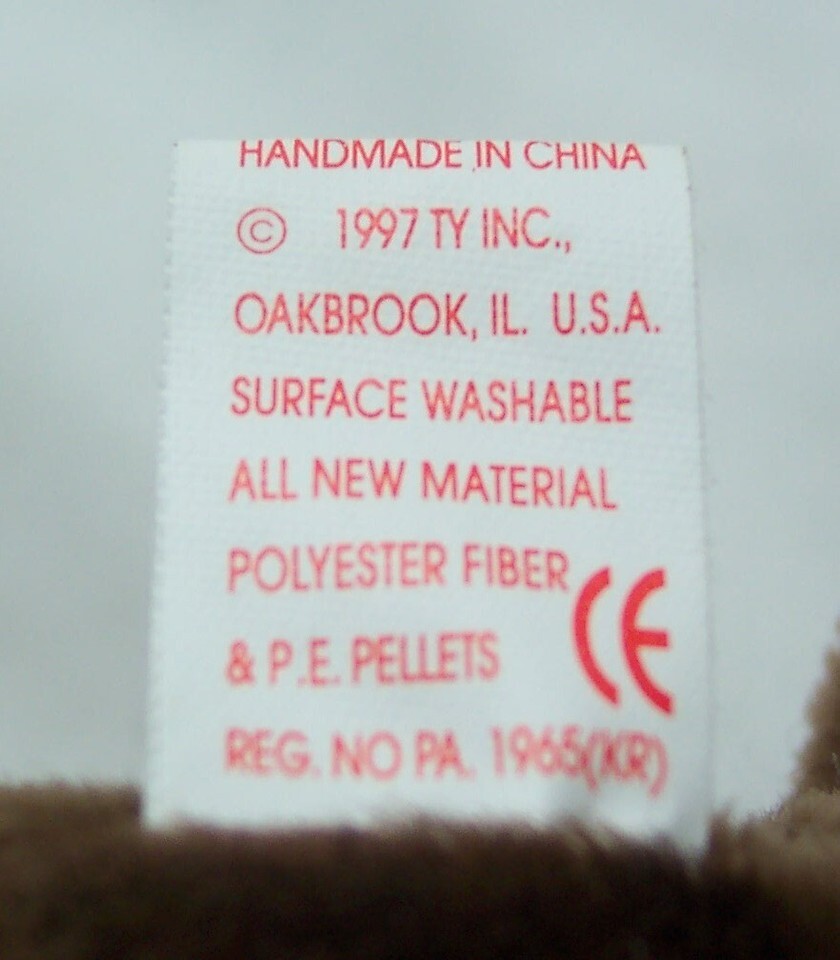 HANDMADE IN CHINA
© 1997 TY INC.,
OAKBROOK, IL. U.S.A.
SURFACE WASHABLE
ALL NEW MATERIAL
POLYESTER FIBER
& P.E. PELLETS
CE
REG. NO PA. 1965(KR)